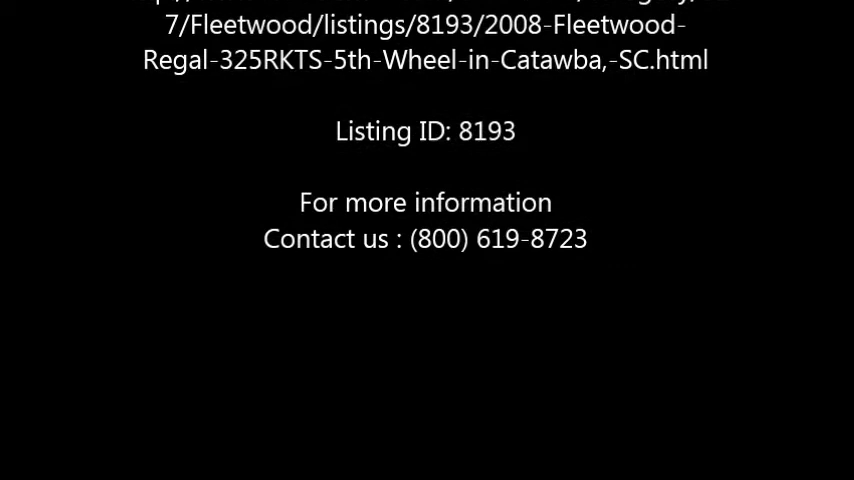 7/Fleetwood/listings/8193/2008-Fleetwood-
Regal-325RKTS-5th-Wheel-in-Catawba,-SC.html
Listing ID: 8193
For more information
Contact us : (800) 619-8723